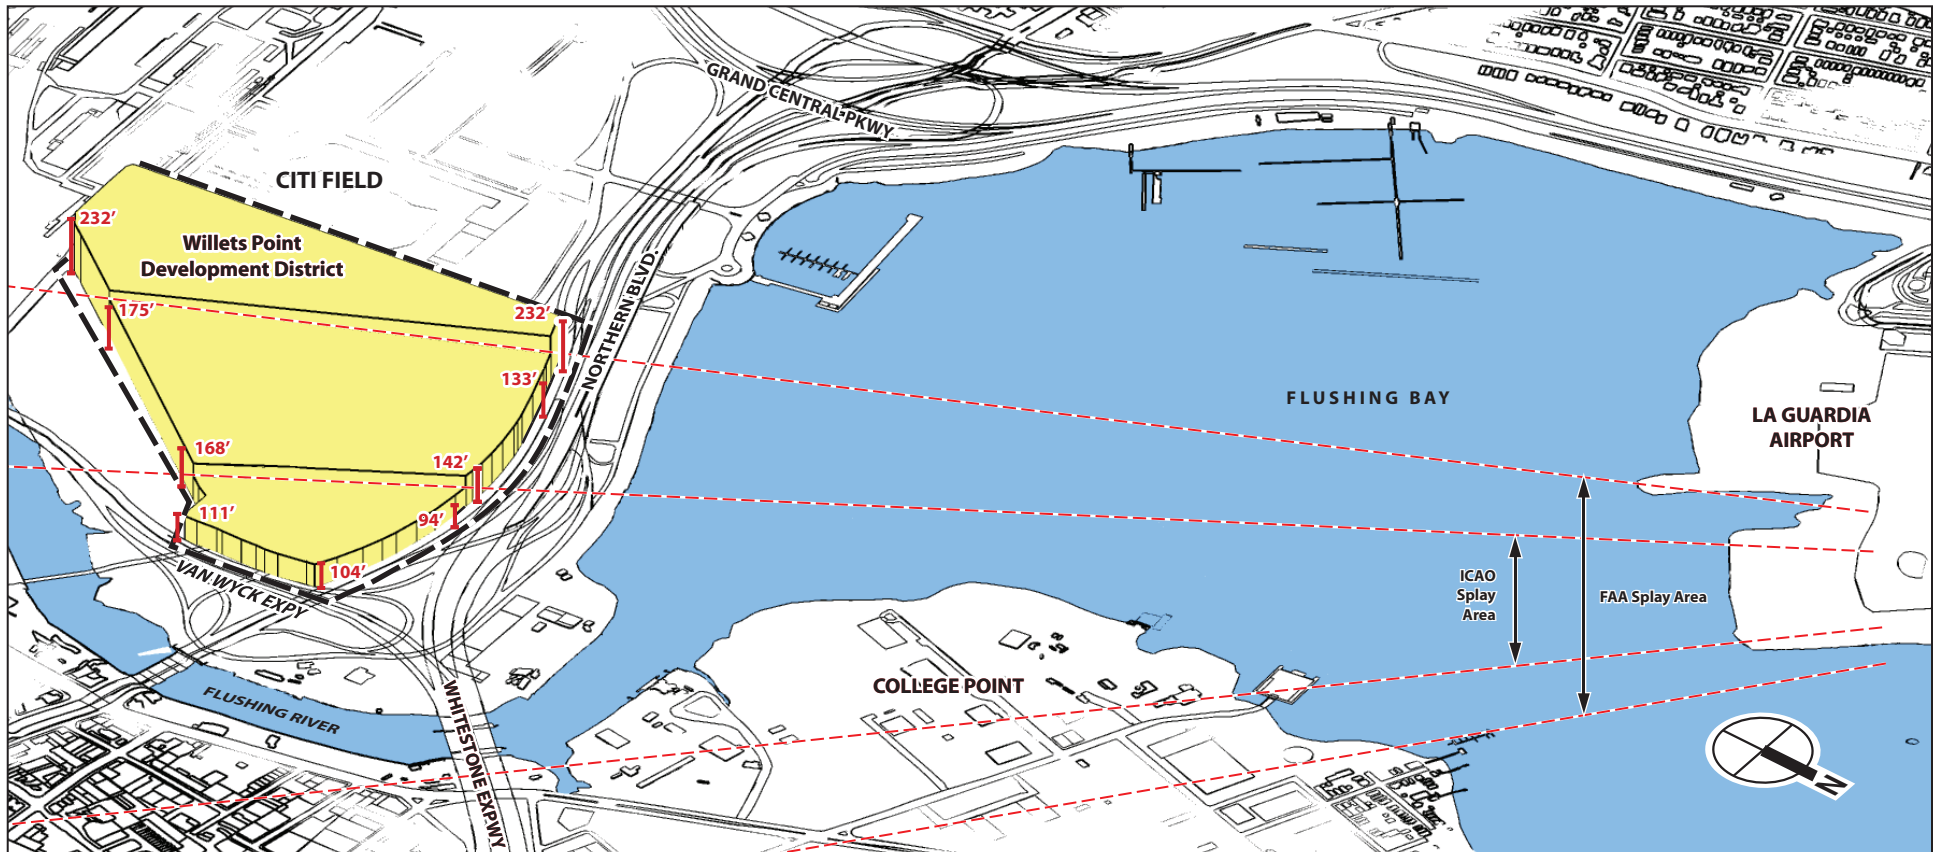 GRAND CENTRAL PKWY
CITI FIELD
232’
Willets Point
Development District
175’
232’
NORTHERN BLVD.
133’
FLUSHING BAY
LA GUARDIA
AIRPORT
168’
142’
111’
94’
104’
VAN WYCK EXPY
ICAO
Splay
Area
FAA Splay Area
COLLEGE POINT
FLUSHING RIVER
WHITESTONE EXPWY
N